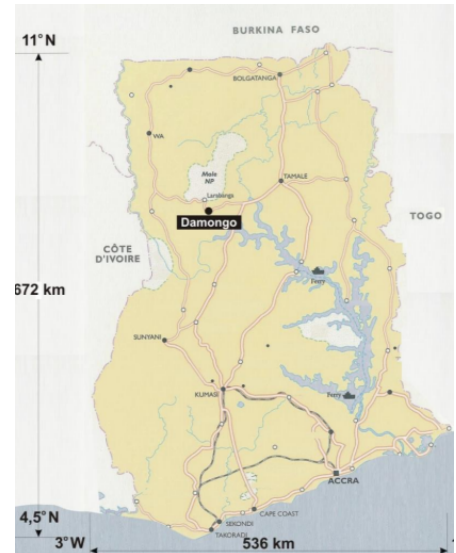 BURKINA FASO
11°N
BOLGATANGA
WA
Mole
NP
Larabanga
TAMALE
Damongo
TOGO
CÔTE
D'IVOIRE
Ferry
672 km
SUNYANI
KUMASI
Ferry
ACCRA
CAPE COAST
4,5°N
SEKONDI
TAKORADI
3°W
536 km